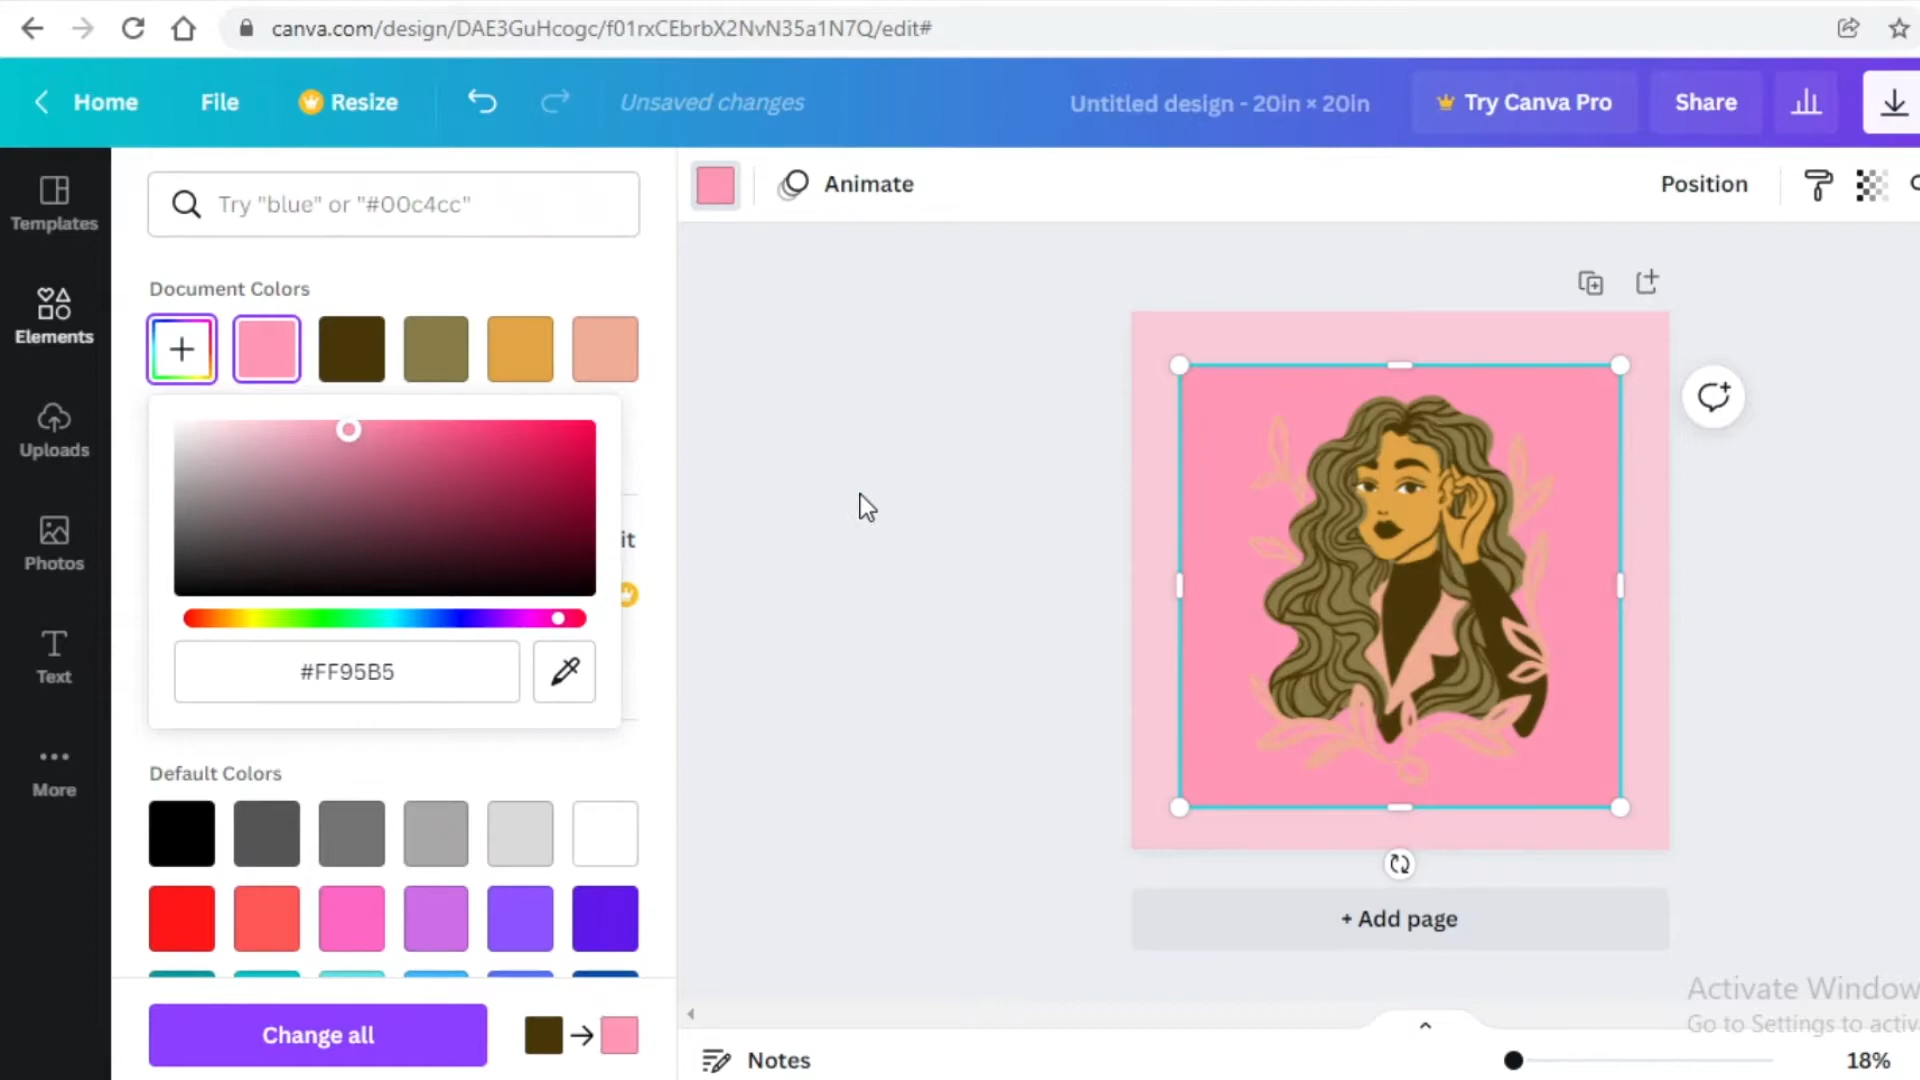 canva.com/design/DAE3GuHcogc/f01rxCEbrbX2NvN35a1N7Q/edit#
Home
File
Resize
Unsaved changes
Untitled design - 20in × 20in
Try Canva Pro
Share
Templates
Elements
Uploads
Photos
Text
More
Try "blue" or "#00c4cc"
Document Colors
it
#FF95B5
Default Colors
Change all
Animate
Position
+ Add page
Activate Window
Go to Settings to activ
Notes
18%